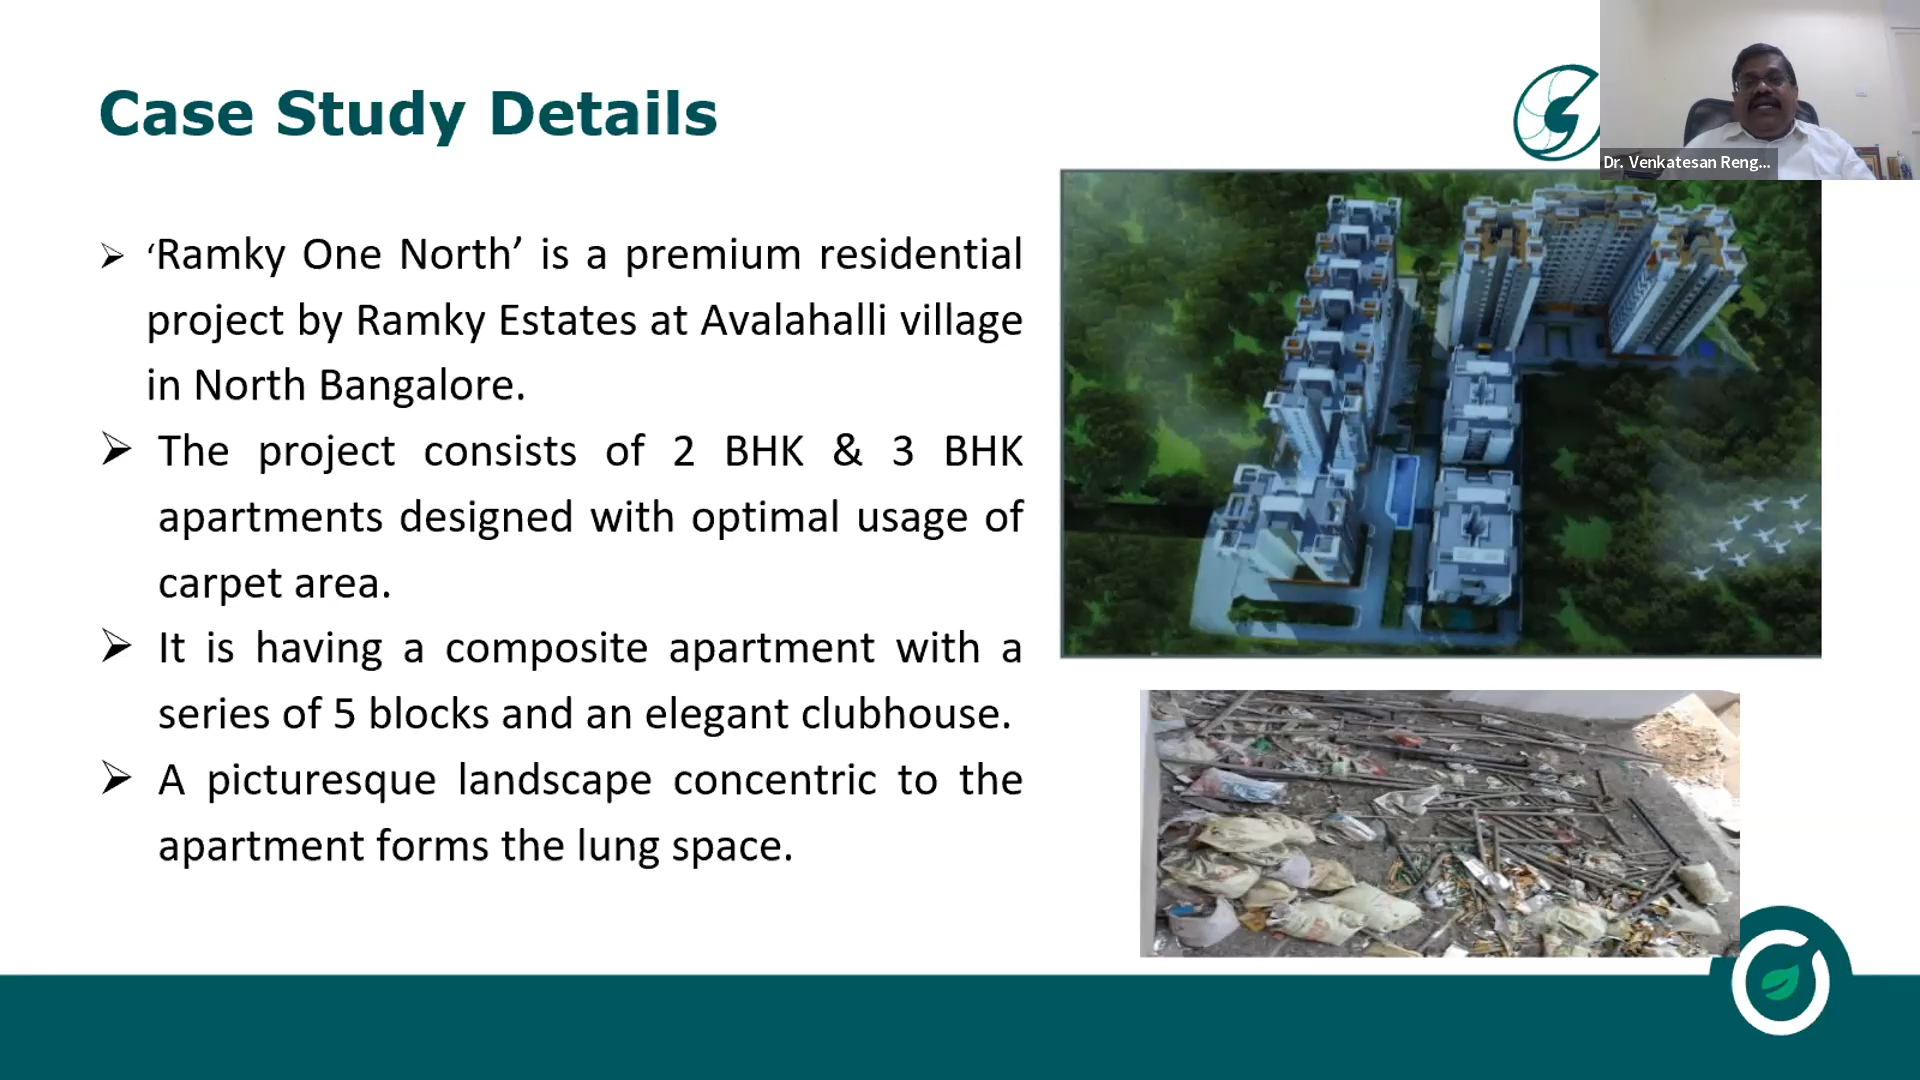 Case Study Details
Dr. Venkatesan Reng...
➢ ‘Ramky One North’ is a premium residential
project by Ramky Estates at Avalahalli village
in North Bangalore.
➢ The project consists of 2 BHK & 3 BHK
apartments designed with optimal usage of
carpet area.
➢ It is having a composite apartment with a
series of 5 blocks and an elegant clubhouse.
➢ A picturesque landscape concentric to the
apartment forms the lung space.